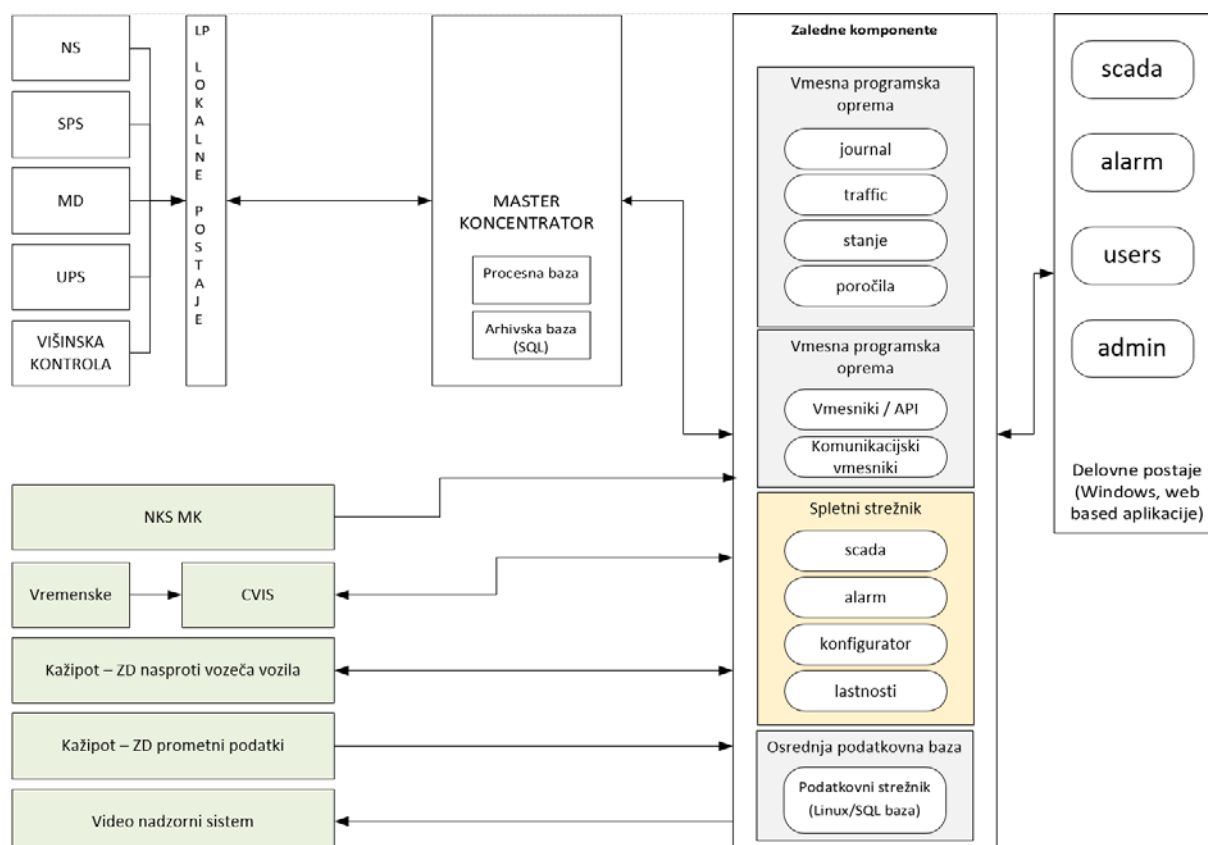 NS
SPS
MD
UPS
VIŠINSKA
KONTROLA
LP
LOKALNE
POSTAJE
MASTER
KONCENTRATOR
Procesna baza
Arhivska baza
(SQL)
Zaledne komponente
Vmesna programska
oprema
journal
traffic
stanje
poročila
Vmesna programska
oprema
Vmesniki / API
Komunikacijski
vmesniki
Spletni strežnik
scada
alarm
konfigurator
lastnosti
Osrednja podatkovna baza
Podatkovni strežnik
(Linux/SQL baza)
scada
alarm
users
admin
Delovne postaje
(Windows, web
based aplikacije)
NKS MK
Vremenske
CVIS
Kažipot – ZD nasproti vozeča vozila
Kažipot – ZD prometni podatki
Video nadzorni sistem